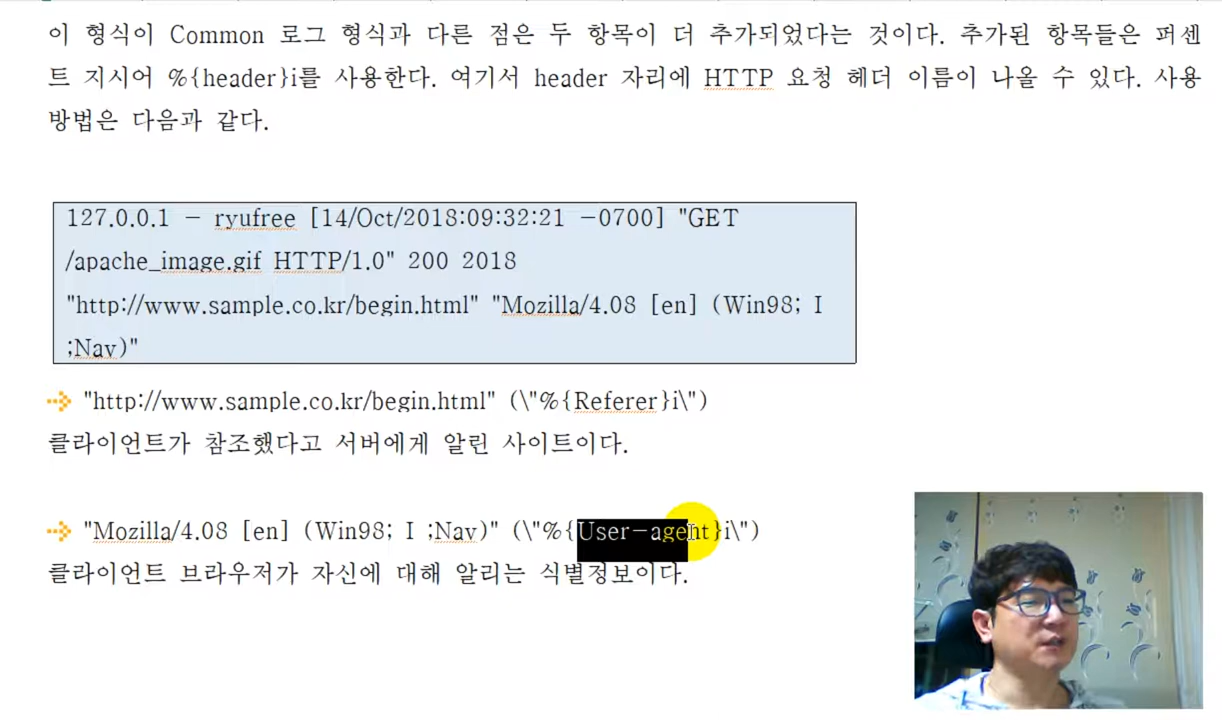 이 형식이 Common 로그 형식과 다른 점은 두 항목이 더 추가되었다는 것이다. 추가된 항목들은 퍼센
트 지시어 %{header}i를 사용한다. 여기서 header 자리에 HTTP 요청 헤더 이름이 나올 수 있다. 사용
방법은 다음과 같다.
127.0.0.1 - ryufree [14/Oct/2018:09:32:21 -0700] "GET
/apache_image.gif HTTP/1.0" 200 2018
"http://www.sample.co.kr/begin.html" "Mozilla/4.08 [en] (Win98; I
;Nav)"
"http://www.sample.co.kr/begin.html" (\"%{Referer}i\")
클라이언트가 참조했다고 서버에게 알린 사이트이다.
"Mozilla/4.08 [en] (Win98; I ;Nav)" (\"%{User-agent}i\")
클라이언트 브라우저가 자신에 대해 알리는 식별정보이다.